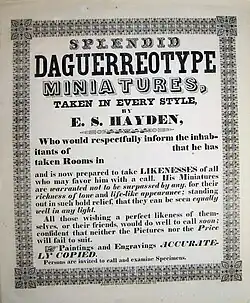 SPLENDID
DAGUERREOTYPE
MINIATURES,
TAKEN IN EVERY STYLE,
BY
E. S. HAYDEN,
Who would respectfully inform the inhab-
itants of that he has
taken Rooms in
and is now prepared to take LIKENESSES of all
who may favor him with a call. His Miniatures
are warranted not to be surpassed by any, for their
richness of tone and life-like appearance: standing
out in such bold relief, that they can be seen equally
well in any light.
All those wishing a perfect likeness of them-
selves, or their friends, would do well to call soon:
confident that neither the Pictures nor the Price
will fail to suit.
Paintings and Engravings ACCURATE-
LY COPIED.
Persons are invited to call and examine Specimens.